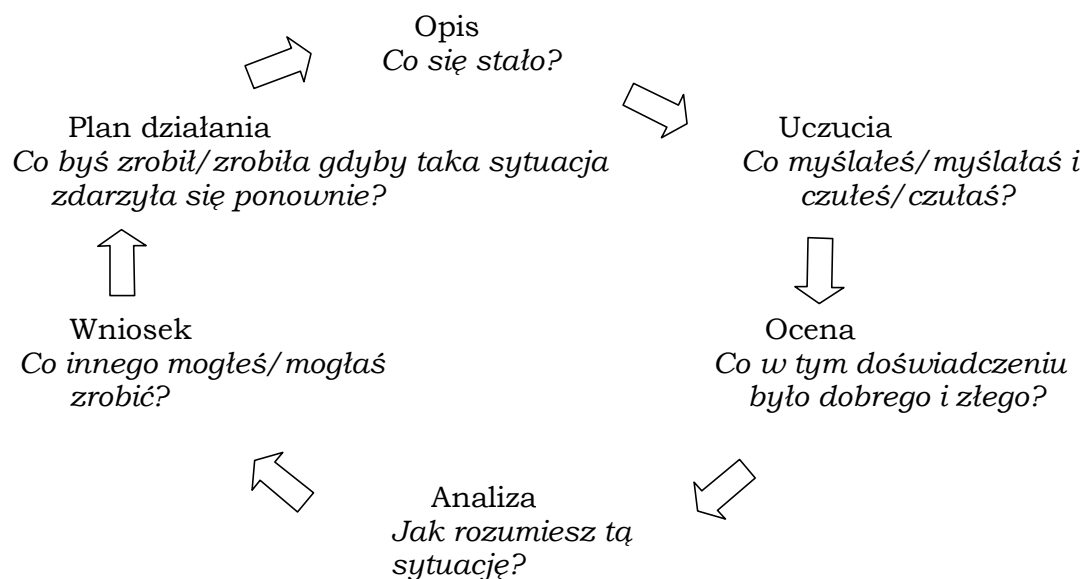 Opis
Co się stało?
Uczucia
Co myślałeś/myślałaś i
czułeś/czułaś?
Ocena
Co w tym doświadczeniu
było dobrego i złego?
Analiza
Jak rozumiesz tą
sytuację?
Wniosek
Co innego mogłeś/mogłaś
zrobić?
Plan działania
Co byś zrobił/zrobiła gdyby taka sytuacja
zdarzyła się ponownie?